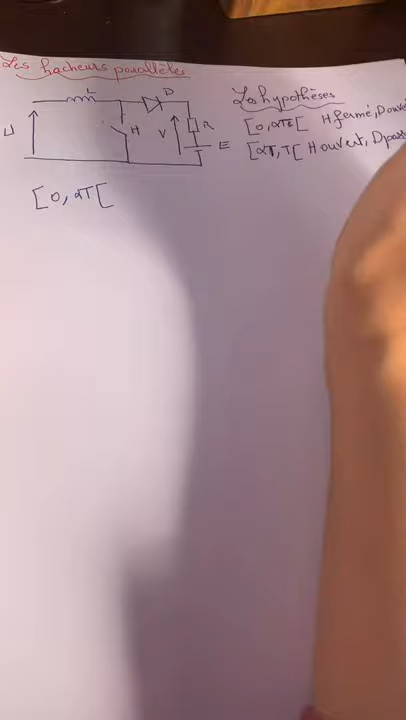 Les hacheurs parallèles
L
D
Les hypothèses
U
H
V
R
E
[0, αT[ H fermé, D
[αT, T[ H ouvert, D
[0, αT[